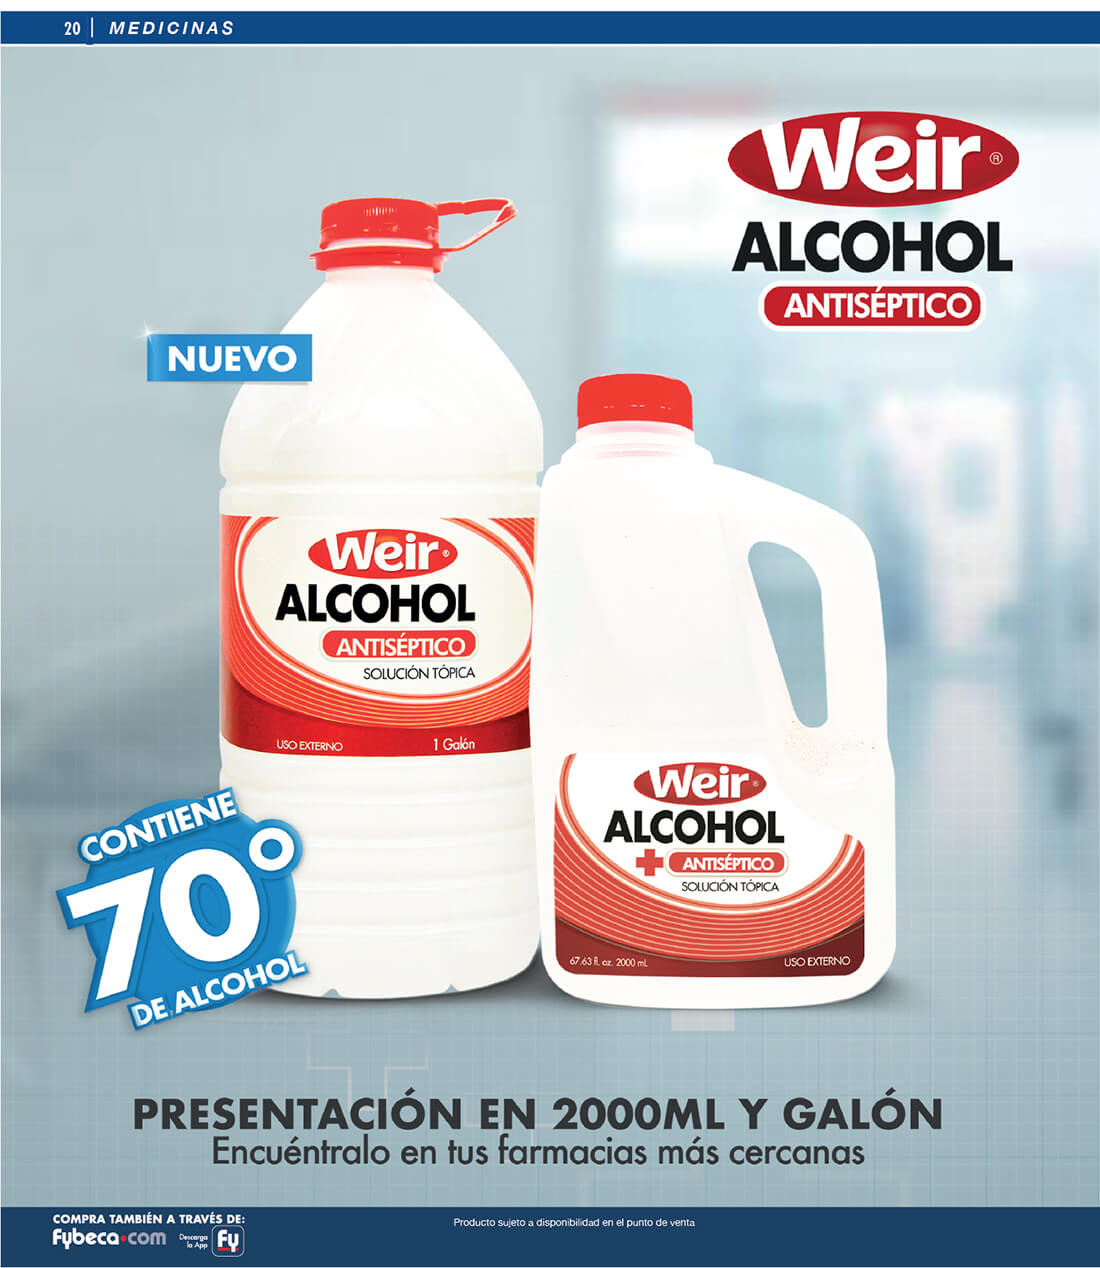 20 | MEDICINAS
Weir®
ALCOHOL
ANTISÉPTICO
NUEVO
Weir®
ALCOHOL
ANTISÉPTICO
SOLUCIÓN TÓPICA
USO EXTERNO 1 Galón
Weir®
ALCOHOL
ANTISÉPTICO
SOLUCIÓN TÓPICA
67.63 fl. oz. 2000 mL USO EXTERNO
CONTIENE
70°
DE ALCOHOL
PRESENTACIÓN EN 2000ML Y GALÓN
Encuéntralo en tus farmacias más cercanas
COMPRA TAMBIÉN A TRAVÉS DE:
Fybeca.com
Descarga
la App
Fy
Producto sujeto a disponibilidad en el punto de venta